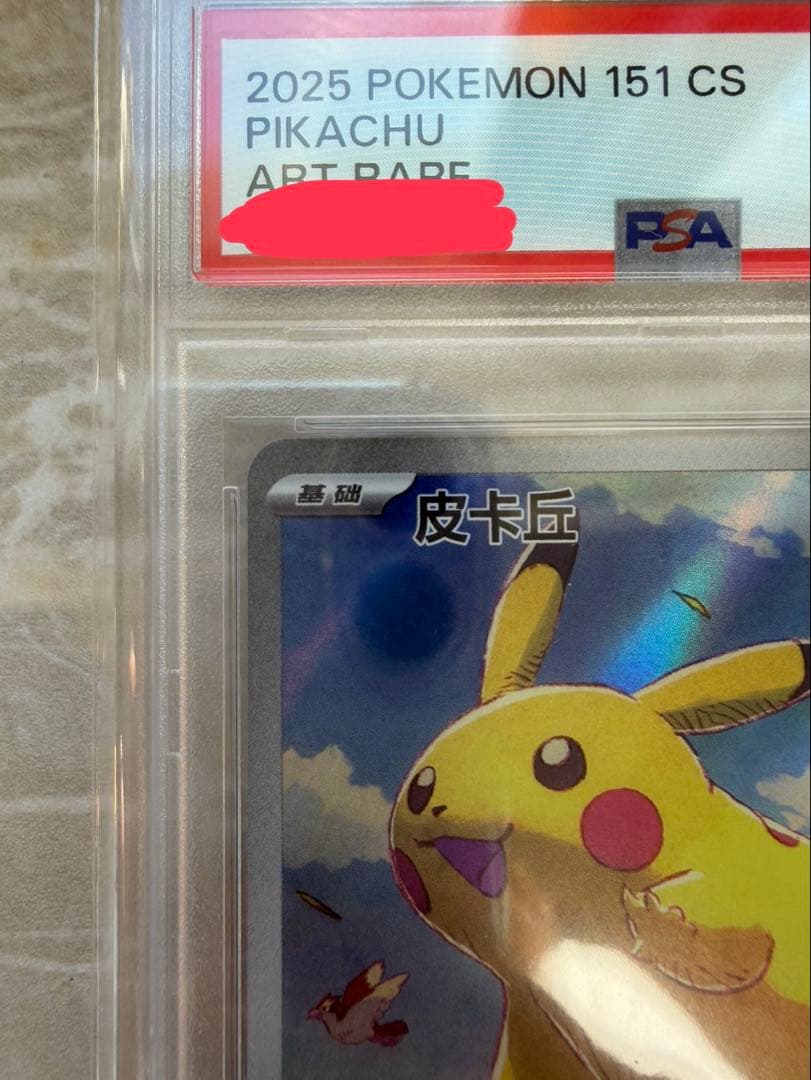 2025 POKEMON 151 CS
PIKACHU
ART RARE
PSA
基础
皮卡丘